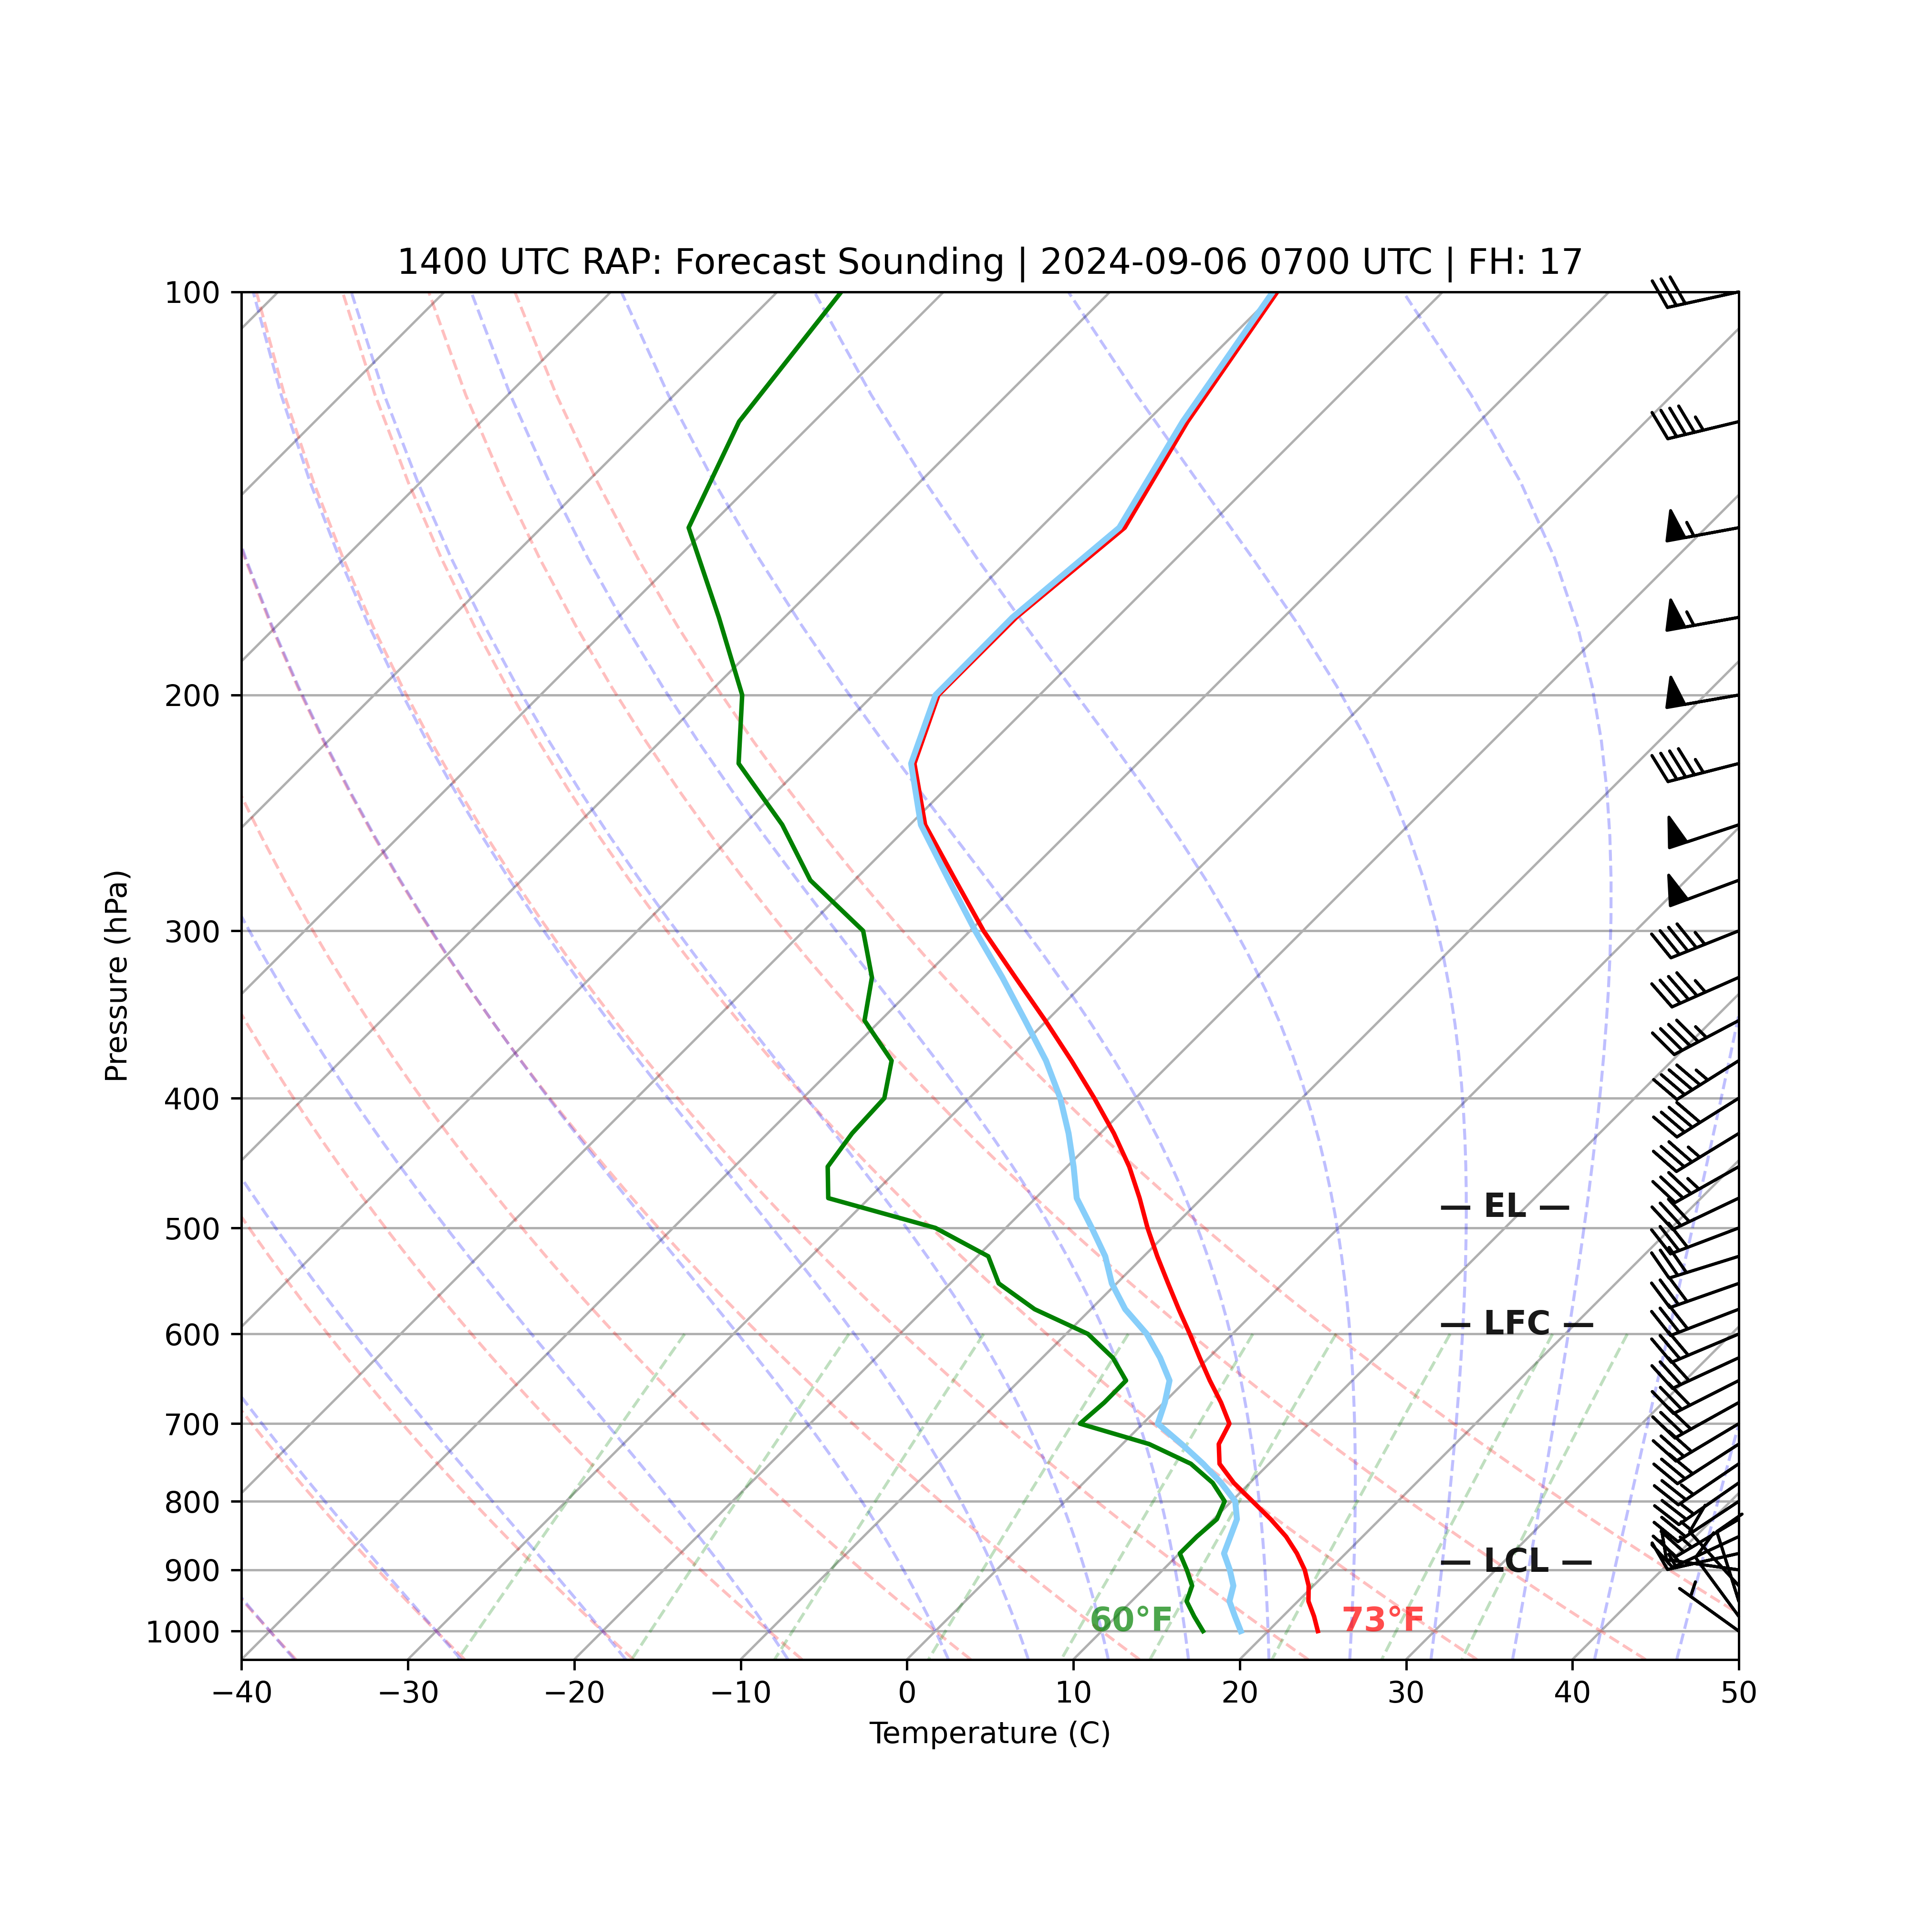 1400 UTC RAP: Forecast Sounding | 2024-09-06 0700 UTC | FH: 17
100
200
300
400
500
600
700
800
900
1000
Pressure (hPa)
— EL —
— LFC —
— LCL —
60°F
73°F
−40 −30 −20 −10 0 10 20 30 40 50
Temperature (C)